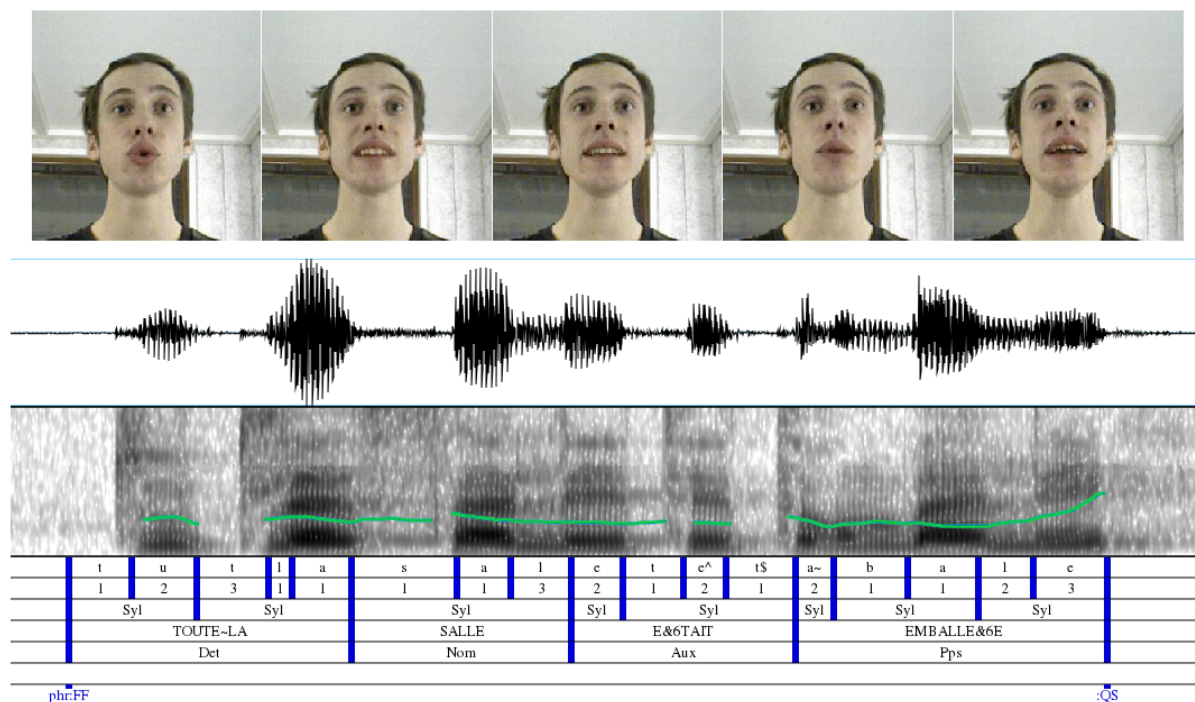 t u t l a s a l e t e^ t$ a~ b a l e
1 2 3 1 1 1 1 3 2 1 2 1 2 1 1 2 3
Syl Syl Syl Syl Syl Syl Syl Syl
TOUTE~LA SALLE E&6TAIT EMBALLE&6E
Det Nom Aux Pps
phr:FF :QS